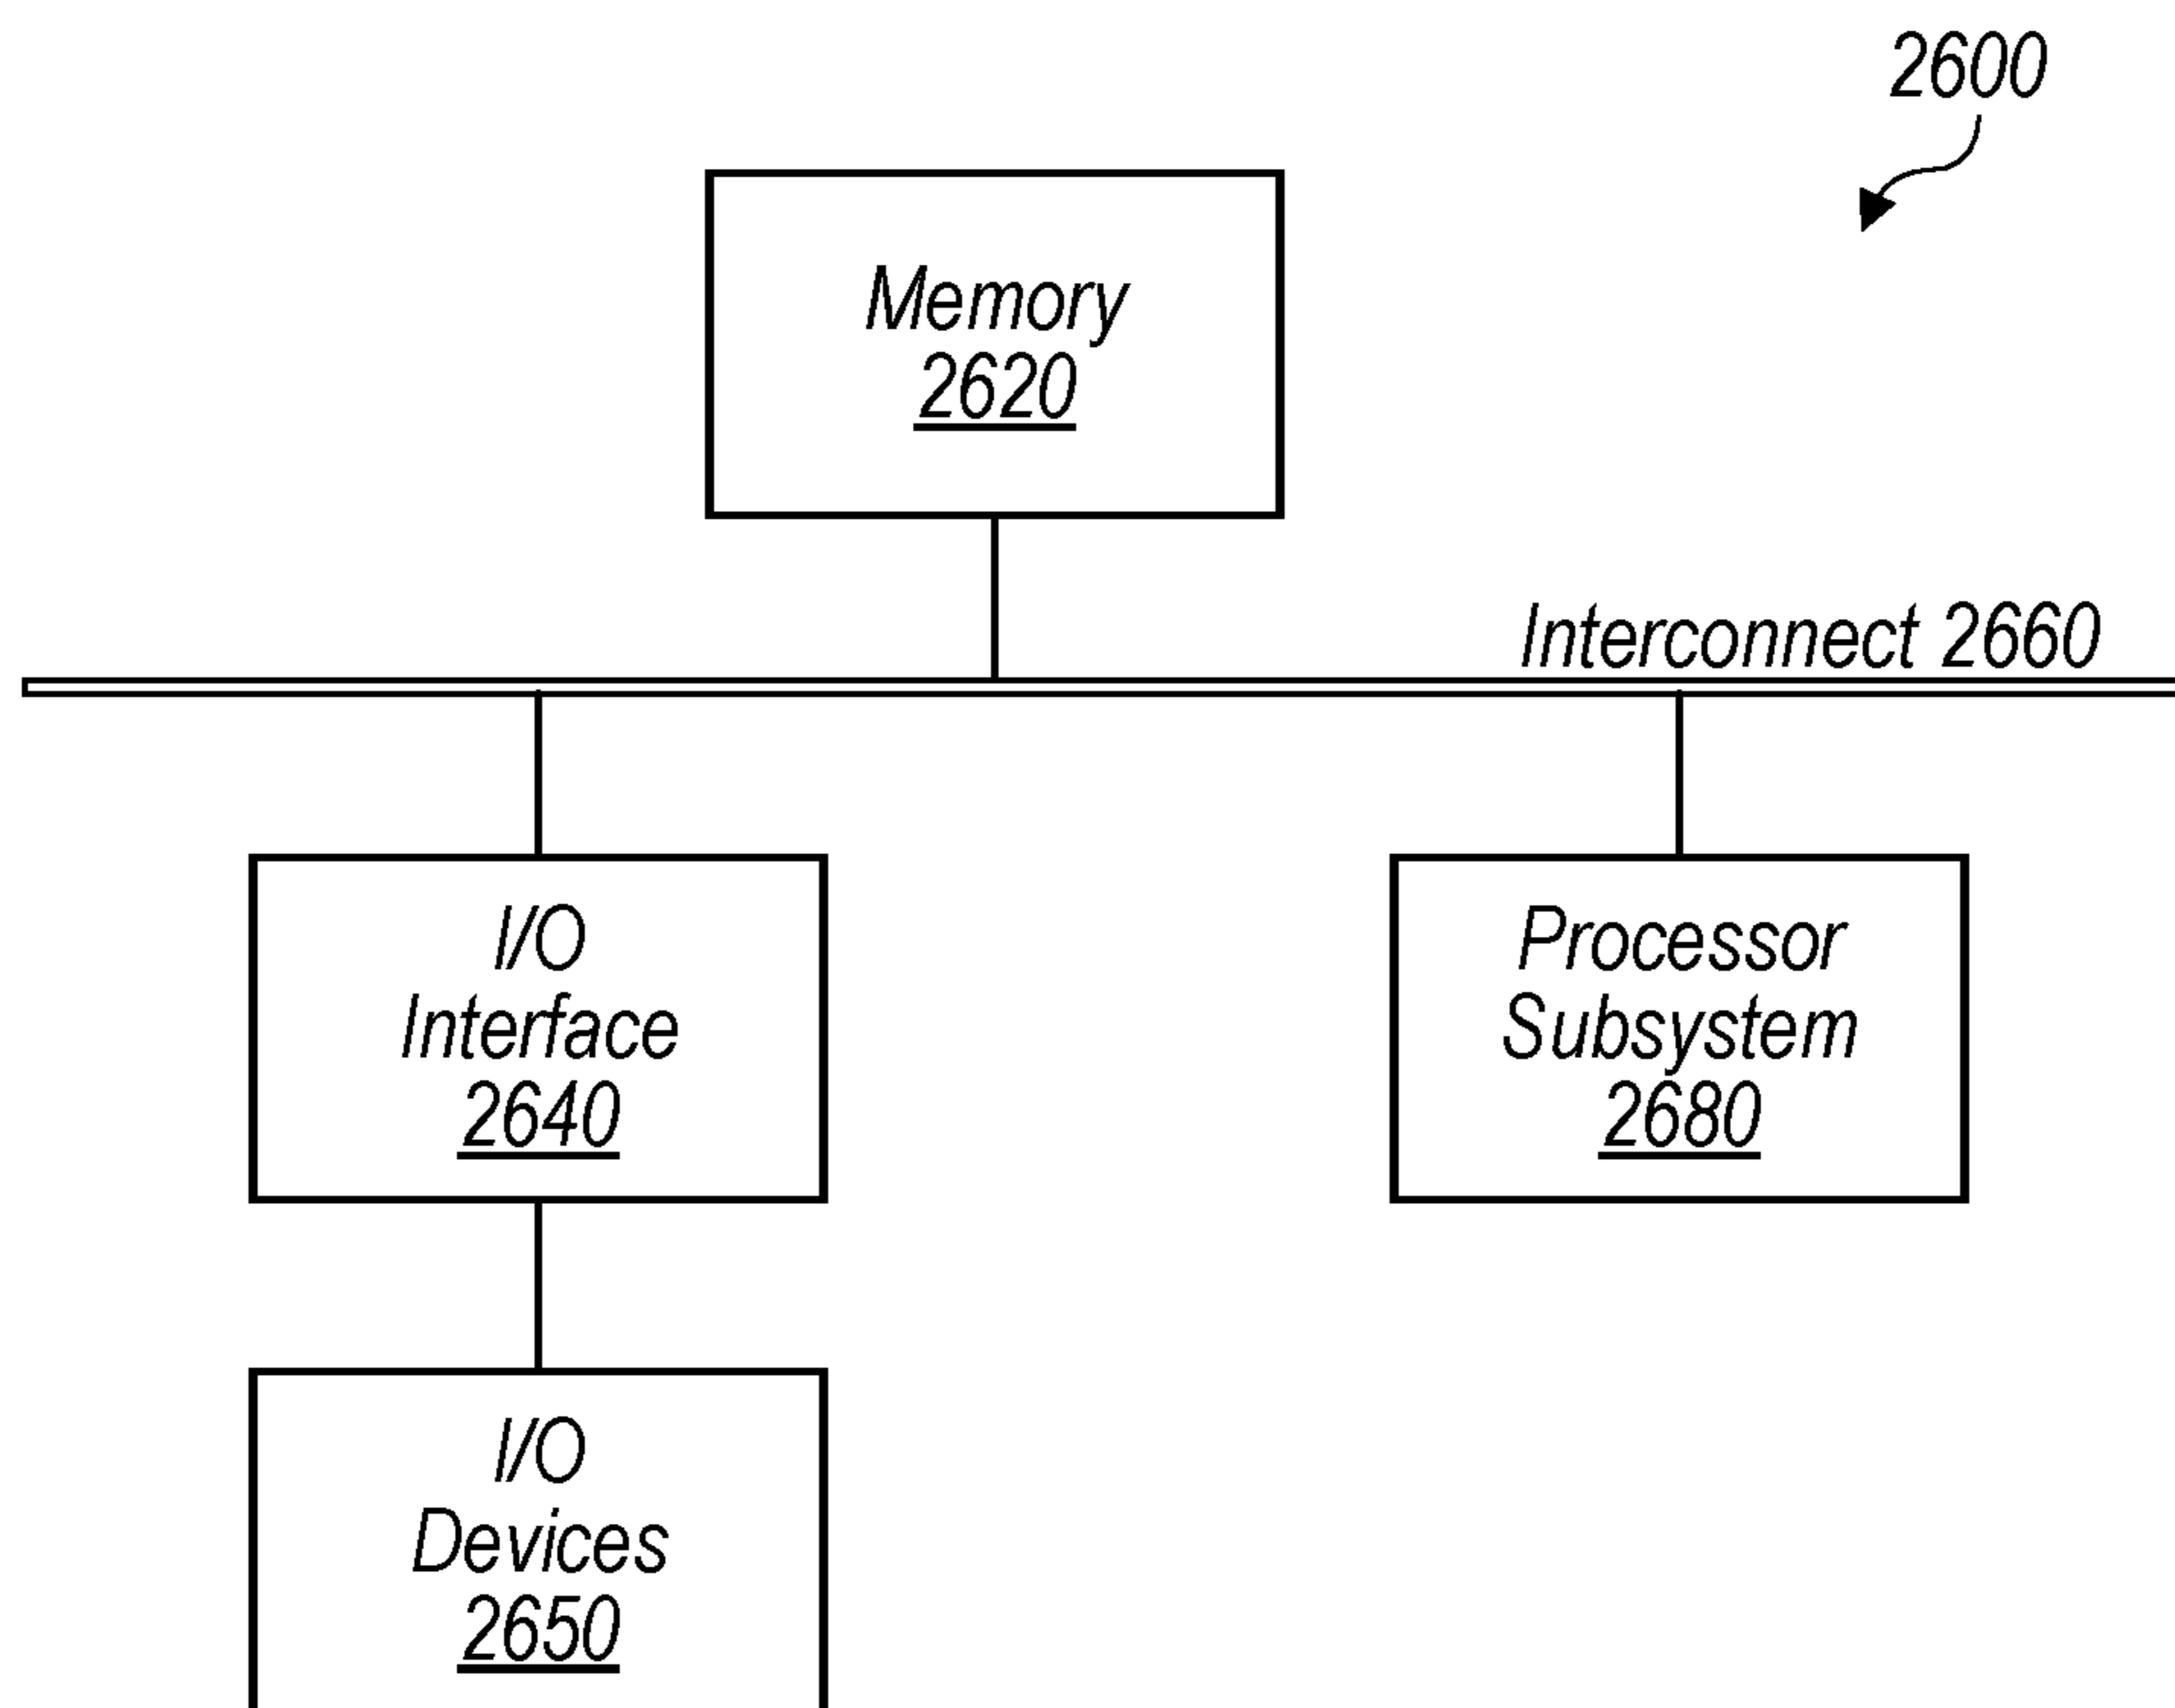 2600
Memory
2620
Interconnect 2660
I/O
Interface
2640
Processor
Subsystem
2680
I/O
Devices
2650